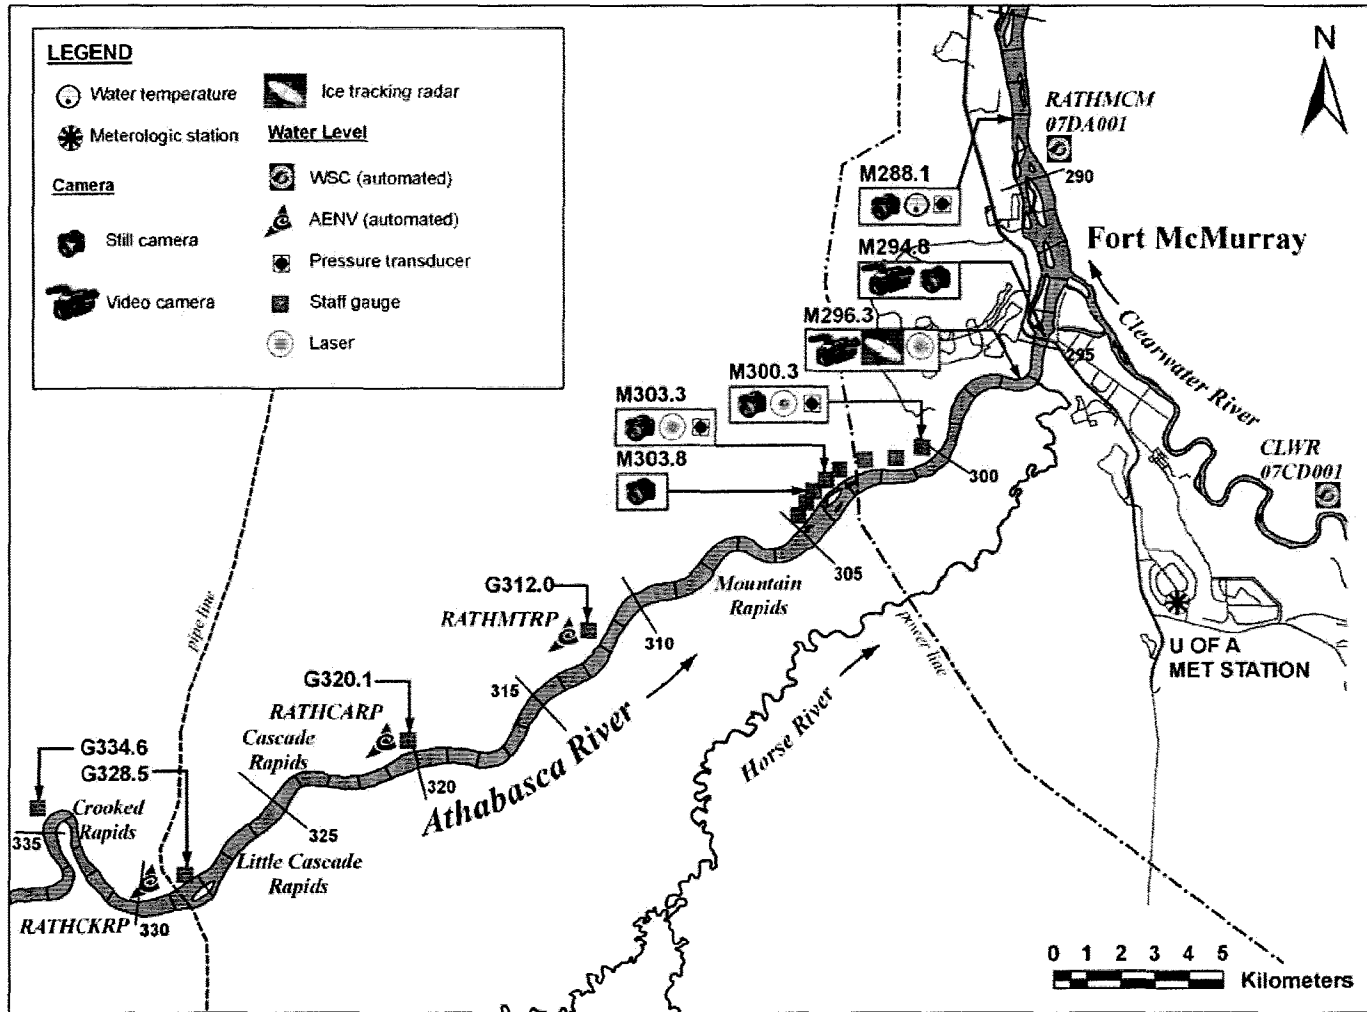 LEGEND
Water temperature
Meterologic station
Camera
Still camera
Video camera
Ice tracking radar
Water Level
WSC (automated)
AENV (automated)
Pressure transducer
Staff gauge
Laser
N
RATHMCM
07DA001
290
M288.1
Fort McMurray
M294.8
M296.3
295
Clearwater River
M300.3
M303.3
M303.8
300
CLWR
07CD001
305
Mountain
Rapids
G312.0
RATHMTRP
310
pipe line
power line
U OF A
MET STATION
315
G320.1
RATHCARP
Cascade
Rapids
320
Athabasca River
Horse River
G334.6
G328.5
Crooked
Rapids
335
325
Little Cascade
Rapids
RATHCKRP
330
0 1 2 3 4 5
Kilometers